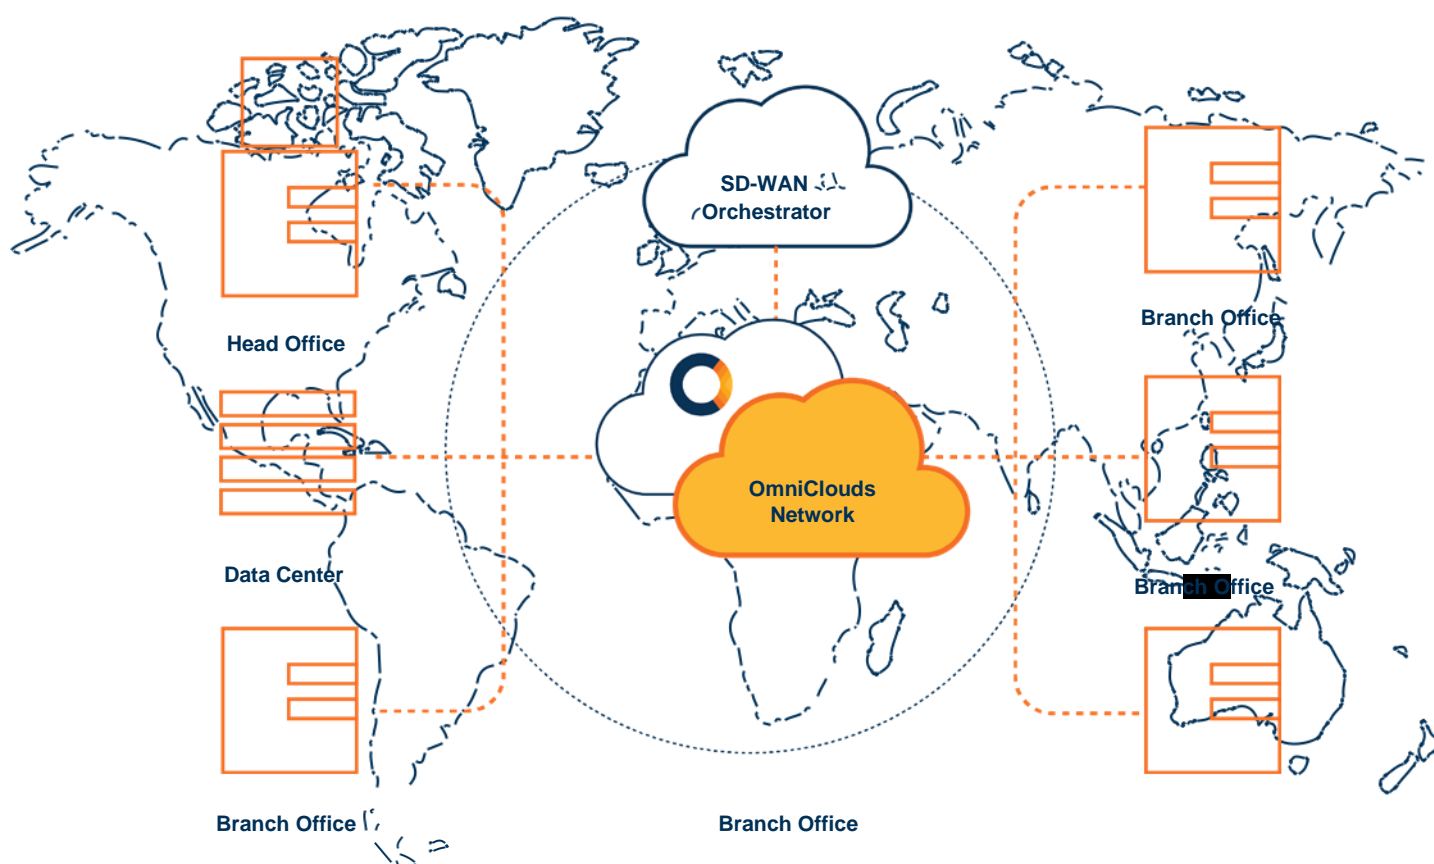 SD-WAN
Orchestrator
Branch Office
Head Office
OmniClouds
Network
Data Center
Branch Office
Branch Office
Branch Office